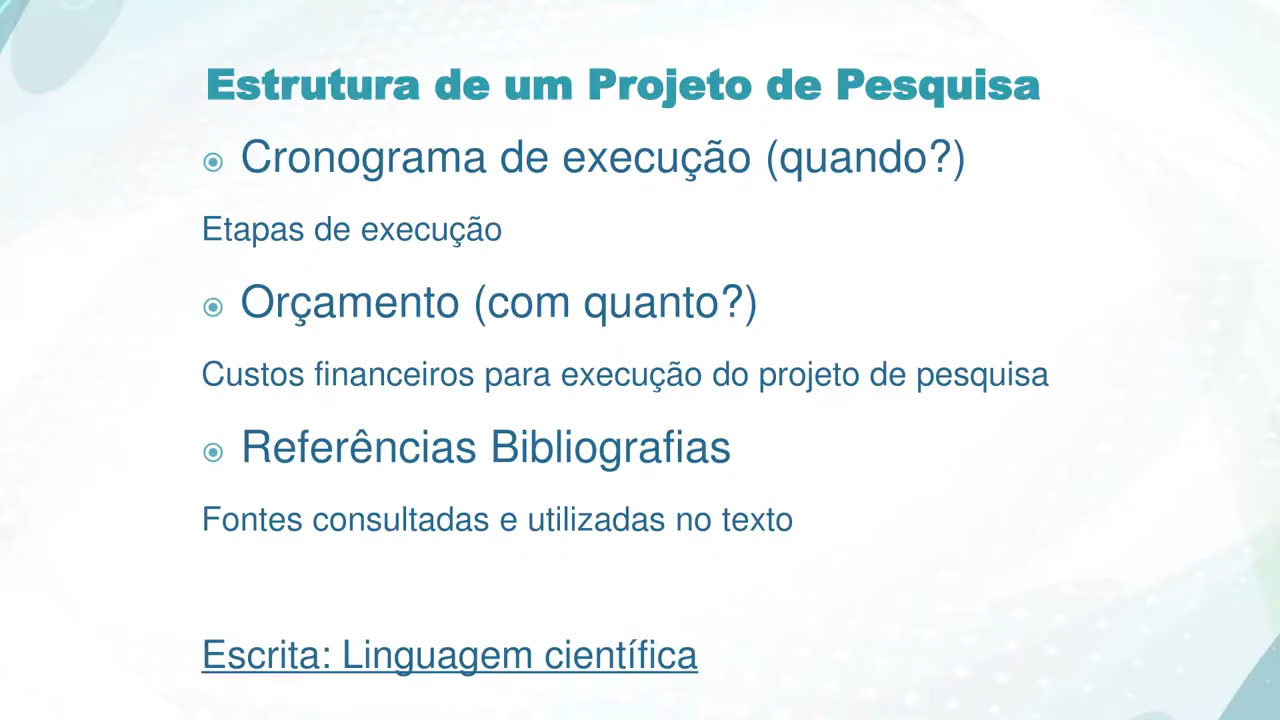 Estrutura de um Projeto de Pesquisa
Cronograma de execução (quando?)
Etapas de execução
Orçamento (com quanto?)
Custos financeiros para execução do projeto de pesquisa
Referências Bibliografias
Fontes consultadas e utilizadas no texto
Escrita: Linguagem científica